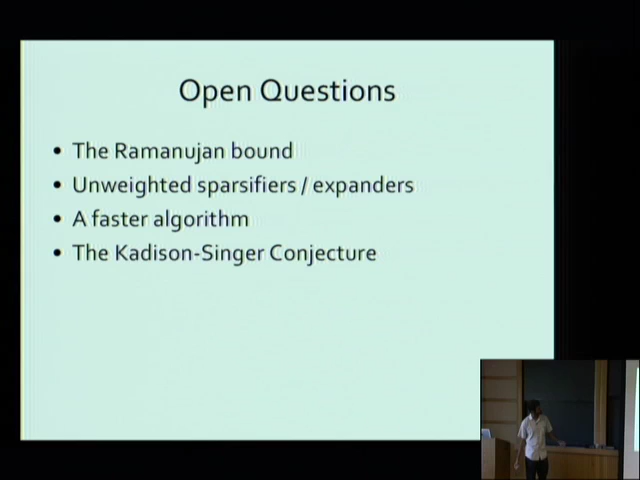 Open Questions
• The Ramanujan bound
• Unweighted sparsifiers / expanders
• A faster algorithm
• The Kadison-Singer Conjecture